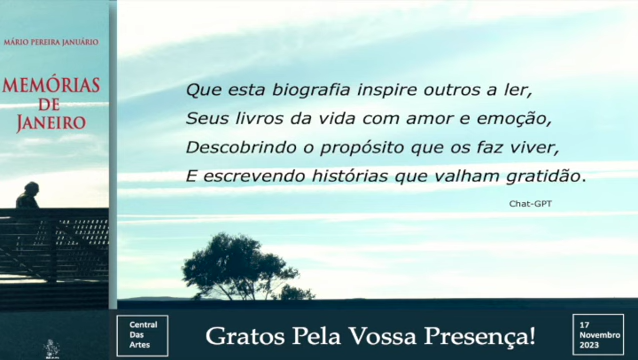 MÁRIO PEREIRA JANUÁRIO
MEMÓRIAS
DE
JANEIRO
Que esta biografia inspire outros a ler,
Seus livros da vida com amor e emoção,
Descobrindo o propósito que os faz viver,
E escrevendo histórias que valham gratidão.
Chat-GPT
Central
Das
Artes
Gratos Pela Vossa Presença!
17
Novembro
2023